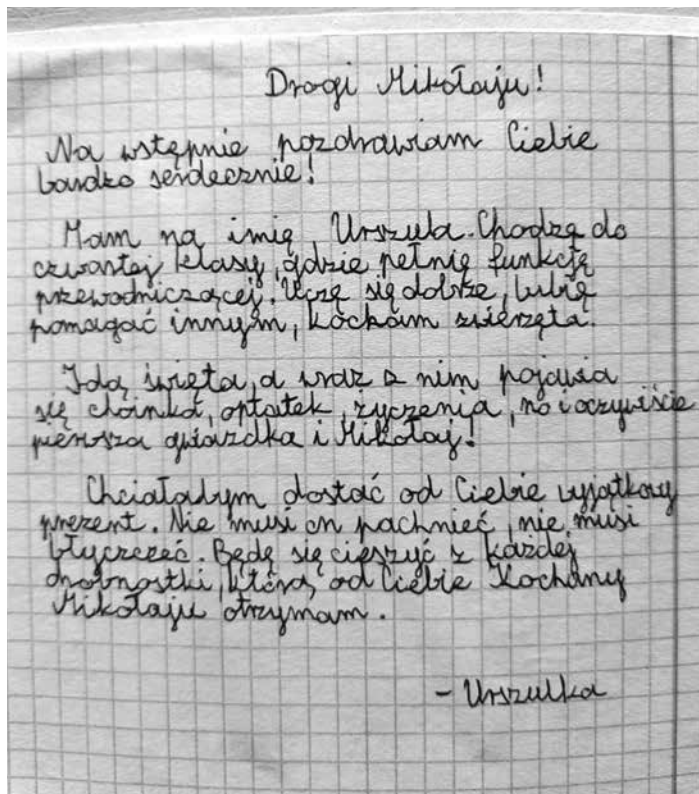 Drogi Mikołaju!
Na wstępnie pozdrawiam Ciebie
bardzo serdecznie!
Mam na imię Urszula. Chodzę do
czwartej klasy, gdzie pełnię funkcję
przewodniczącej. Uczę się dobrze, lubię
pomagać innym, kocham zwierzęta.
Idą święta, a wraz z nim pojawia
się choinka, opłatek, życzenia, no i oczywiście
pierwsza gwiazdka i Mikołaj!
Chciałabym dostać od Ciebie wyjątkowy
prezent. Nie musi on pachnieć, nie musi
błyczczeć. Będę się cieszyć z każdej
drobnostki, którą od Ciebie Kochany
Mikołaju otrzymam.
- Urszulka